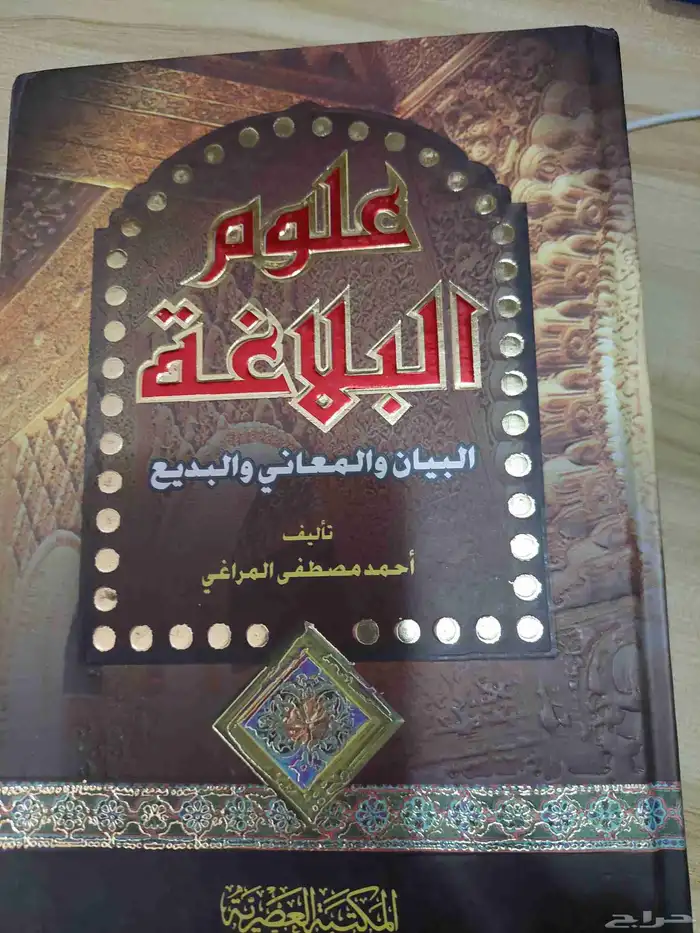 علوم
البلاغة
البيان والمعاني والبديع
تأليف
أحمد مصطفى المراغي
المكتبة العصرية
حراج